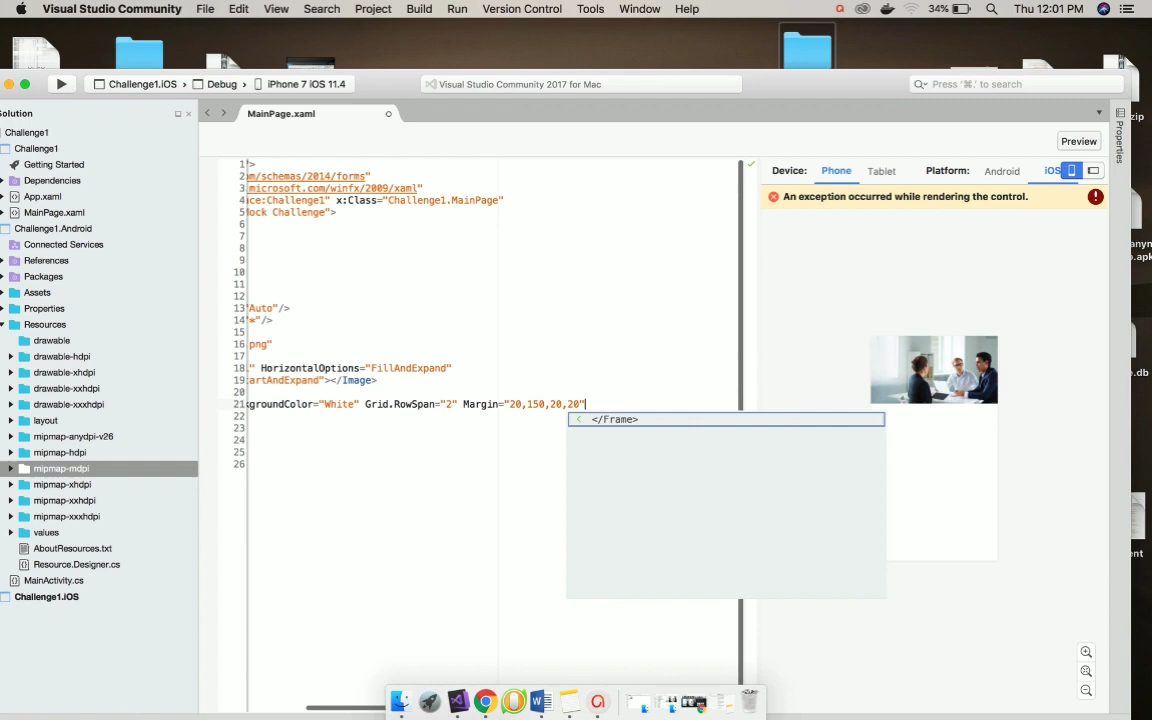 Visual Studio Community File Edit View Search Project Build Run Version Control Tools Window Help 34% Thu 12:01 PM
Challenge1.iOS › Debug › iPhone 7 iOS 11.4 Visual Studio Community 2017 for Mac Press '⌘.' to search
Solution
MainPage.xaml
Properties
Preview
Device: Phone Tablet Platform: Android iOS
An exception occurred while rendering the control.
Challenge1
Challenge1
Getting Started
Dependencies
App.xaml
MainPage.xaml
Challenge1.Android
Connected Services
References
Packages
Assets
Properties
Resources
drawable
drawable-hdpi
drawable-xhdpi
drawable-xxhdpi
drawable-xxxhdpi
layout
mipmap-anydpi-v26
mipmap-hdpi
mipmap-mdpi
mipmap-xhdpi
mipmap-xxhdpi
mipmap-xxxhdpi
values
AboutResources.txt
Resource.Designer.cs
MainActivity.cs
Challenge1.iOS
1 ">
2 m/schemas/2014/forms"
3 microsoft.com/winfx/2009/xaml"
4 ce:Challenge1" x:Class="Challenge1.MainPage"
5 ock Challenge">
6
7
8
9
10
11
12
13 "Auto"/>
14 "*"/>
15
16 png"
17
18 " HorizontalOptions="FillAndExpand"
19 artAndExpand"></Image>
20
21 kgroundColor="White" Grid.RowSpan="2" Margin="20,150,20,20"
22
23
24
25
26
</Frame>
zip
anyn
.apk
.db
ent